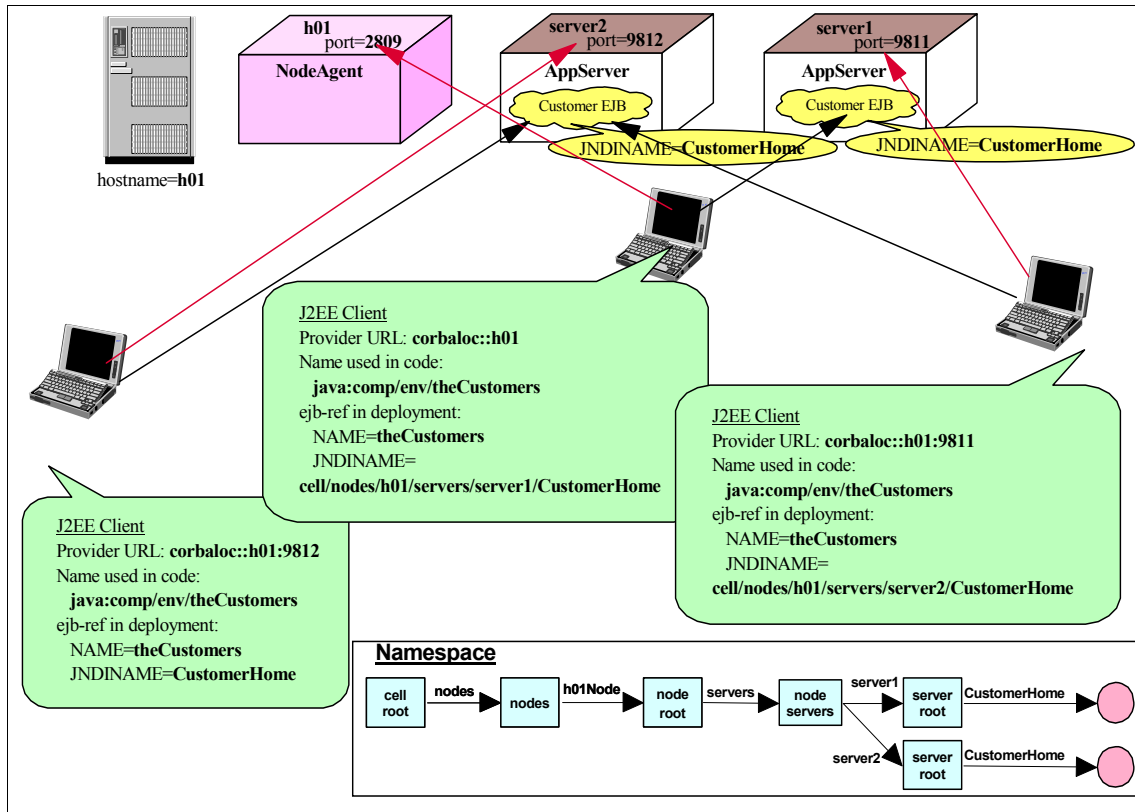 h01
port=2809
NodeAgent
server2
port=9812
AppServer
Customer EJB
JNDINAME=CustomerHome
server1
port=9811
AppServer
Customer EJB
JNDINAME=CustomerHome
hostname=h01
J2EE Client
Provider URL: corbaloc::h01
Name used in code:
java:comp/env/theCustomers
ejb-ref in deployment:
NAME=theCustomers
JNDINAME=
cell/nodes/h01/servers/server1/CustomerHome
J2EE Client
Provider URL: corbaloc::h01:9811
Name used in code:
java:comp/env/theCustomers
ejb-ref in deployment:
NAME=theCustomers
JNDINAME=
cell/nodes/h01/servers/server2/CustomerHome
J2EE Client
Provider URL: corbaloc::h01:9812
Name used in code:
java:comp/env/theCustomers
ejb-ref in deployment:
NAME=theCustomers
JNDINAME=CustomerHome
Namespace
cell
root
nodes
nodes
h01Node
node
root
servers
node
servers
server1
server
root
CustomerHome
server2
server
root
CustomerHome